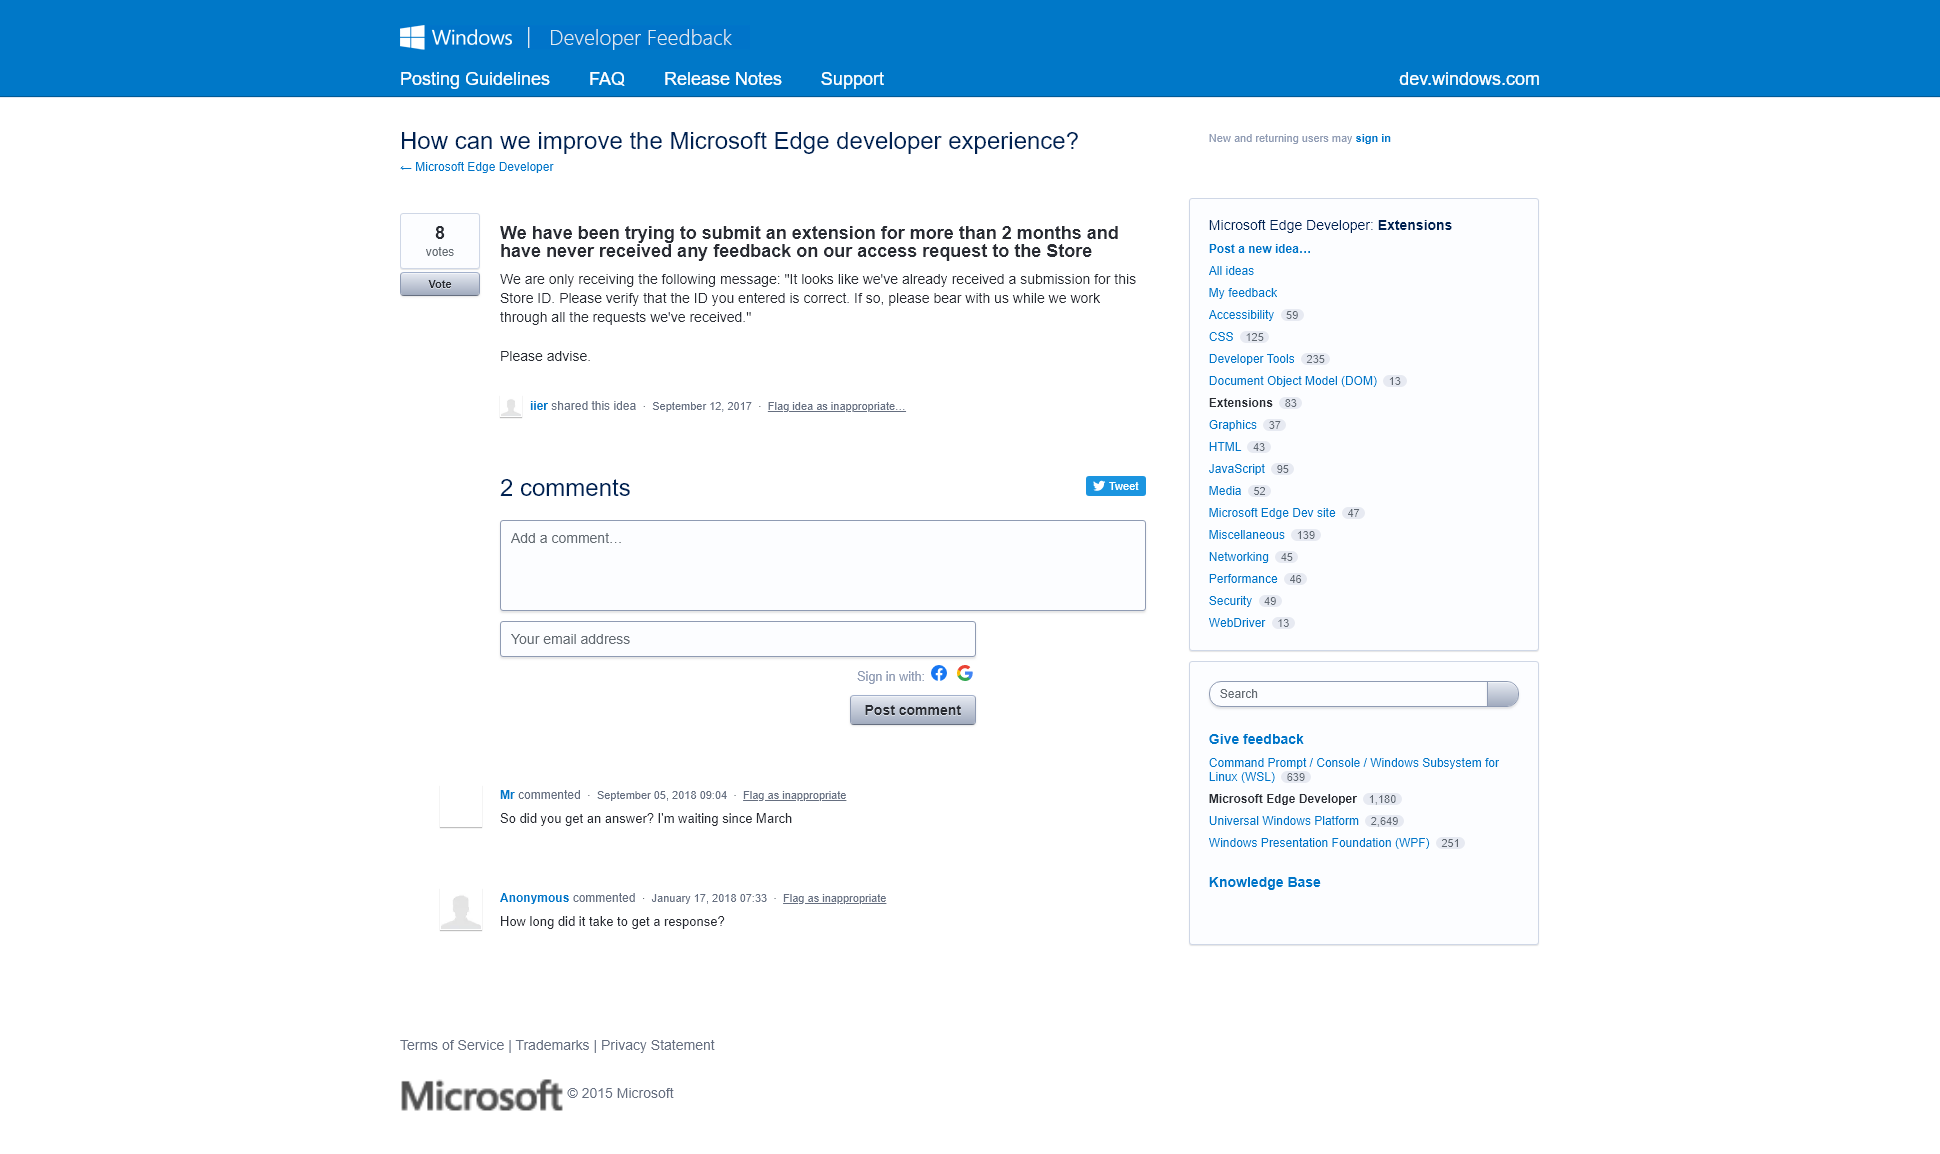 Windows | Developer Feedback
Posting Guidelines FAQ Release Notes Support dev.windows.com
How can we improve the Microsoft Edge developer experience?
← Microsoft Edge Developer
New and returning users may sign in
8
votes
Vote
We have been trying to submit an extension for more than 2 months and
have never received any feedback on our access request to the Store
We are only receiving the following message: "It looks like we've already received a submission for this
Store ID. Please verify that the ID you entered is correct. If so, please bear with us while we work
through all the requests we've received."
Please advise.
iier shared this idea · September 12, 2017 · Flag idea as inappropriate…
2 comments
Tweet
Add a comment…
Your email address
Sign in with:
Post comment
Mr commented · September 05, 2018 09:04 · Flag as inappropriate
So did you get an answer? I'm waiting since March
Anonymous commented · January 17, 2018 07:33 · Flag as inappropriate
How long did it take to get a response?
Microsoft Edge Developer: Extensions
Post a new idea…
All ideas
My feedback
Accessibility 59
CSS 125
Developer Tools 235
Document Object Model (DOM) 13
Extensions 83
Graphics 37
HTML 43
JavaScript 95
Media 52
Microsoft Edge Dev site 47
Miscellaneous 139
Networking 45
Performance 46
Security 49
WebDriver 13
Search
Give feedback
Command Prompt / Console / Windows Subsystem for
Linux (WSL) 639
Microsoft Edge Developer 1,180
Universal Windows Platform 2,649
Windows Presentation Foundation (WPF) 251
Knowledge Base
Terms of Service | Trademarks | Privacy Statement
Microsoft © 2015 Microsoft